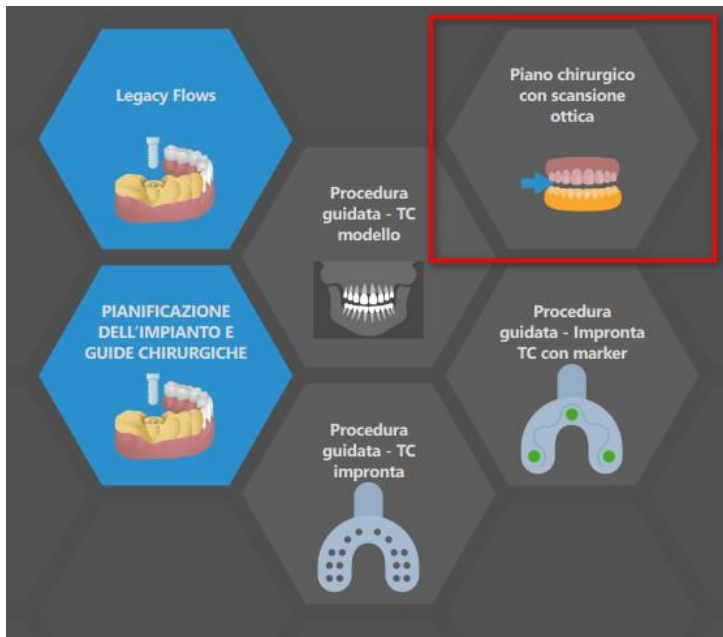 Legacy Flows
Piano chirurgico
con scansione
ottica
Procedura
guidata - TC
modello
PIANIFICAZIONE
DELL'IMPIANTO E
GUIDE CHIRURGICHE
Procedura
guidata - Impronta
TC con marker
Procedura
guidata - TC
impronta